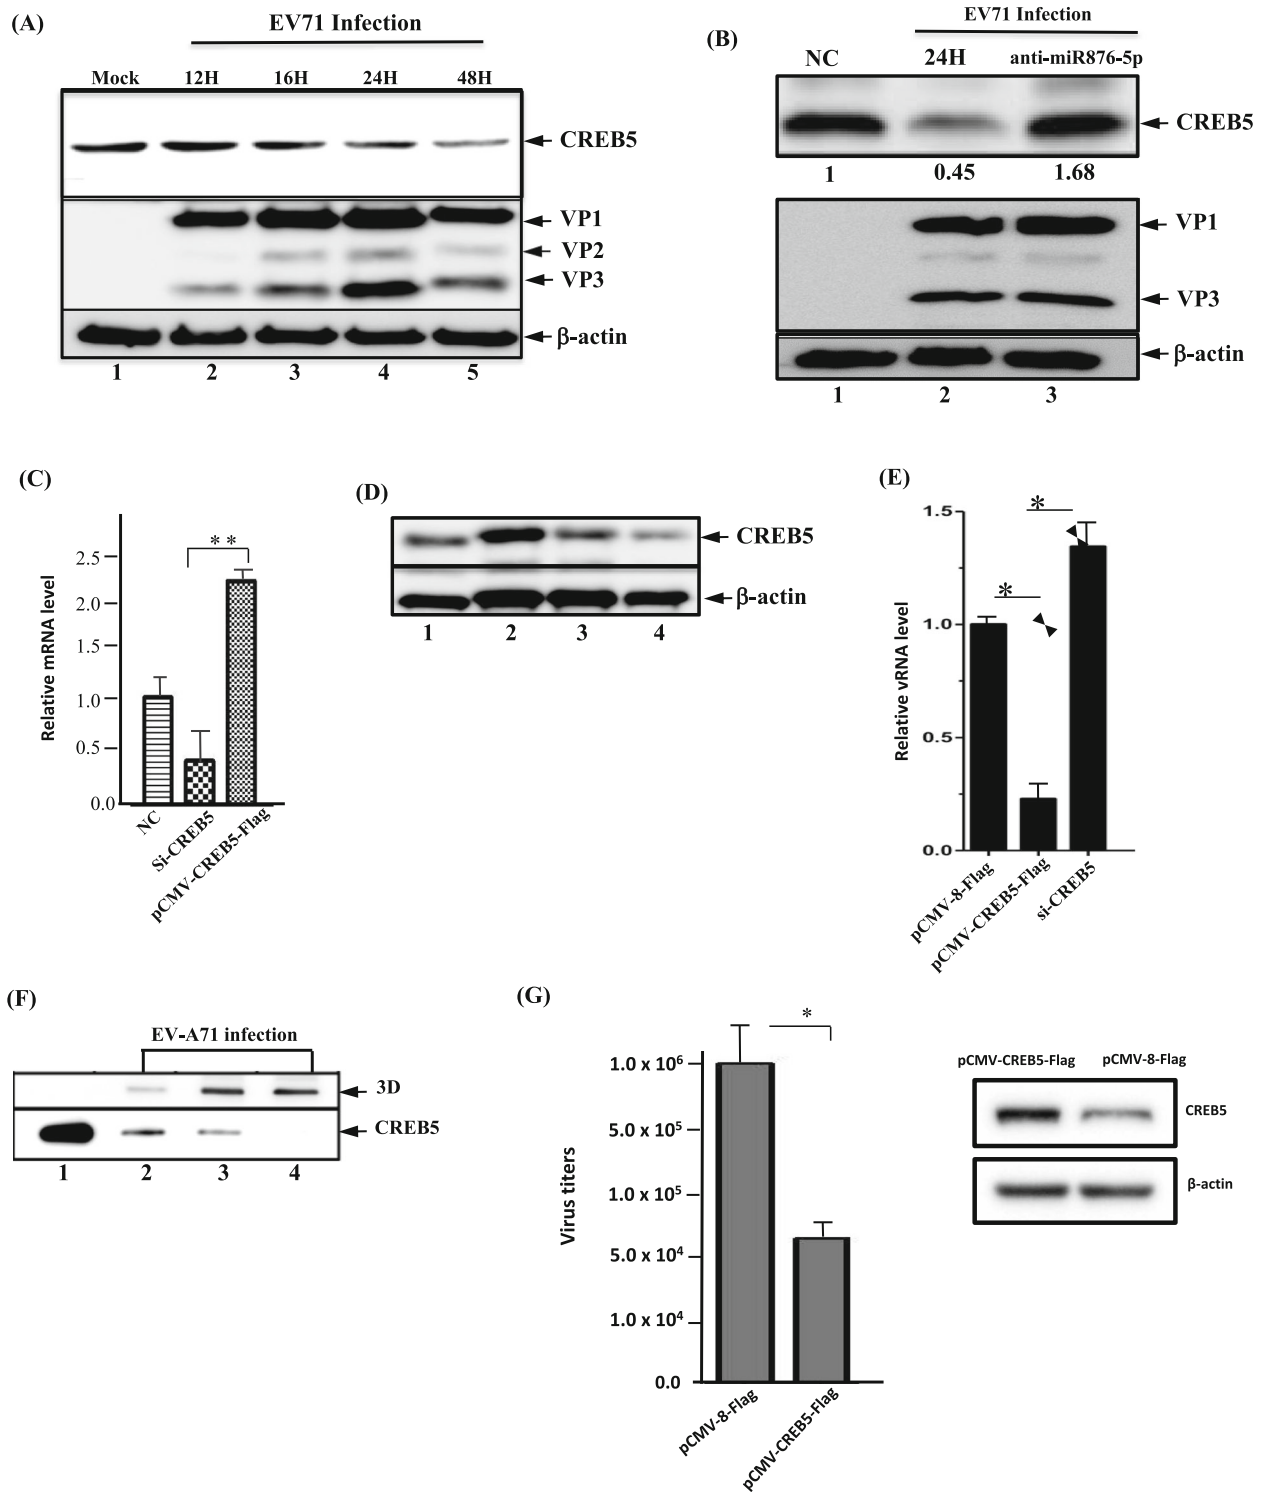 (A)
EV71 Infection
Mock 12H 16H 24H 48H
CREB5
VP1
VP2
VP3
β-actin
1 2 3 4 5
(B)
EV71 Infection
NC 24H anti-miR876-5p
CREB5
1 0.45 1.68
VP1
VP3
β-actin
1 2 3
(C)
Relative mRNA level
2.5
2.0
1.5
1.0
0.5
0.0
* *
NC
Si-CREB5
pCMV-CREB5-Flag
(D)
CREB5
β-actin
1 2 3 4
(E)
Relative vRNA level
1.5
1.0
0.5
0.0
*
*
pCMV-8-Flag
pCMV-CREB5-Flag
si-CREB5
(F)
EV-A71 infection
3D
CREB5
1 2 3 4
(G)
Virus titers
1.0 x 10⁶
5.0 x 10⁵
1.0 x 10⁵
5.0 x 10⁴
1.0 x 10⁴
0.0
*
pCMV-8-Flag
pCMV-CREB5-Flag
pCMV-CREB5-Flag pCMV-8-Flag
CREB5
β-actin